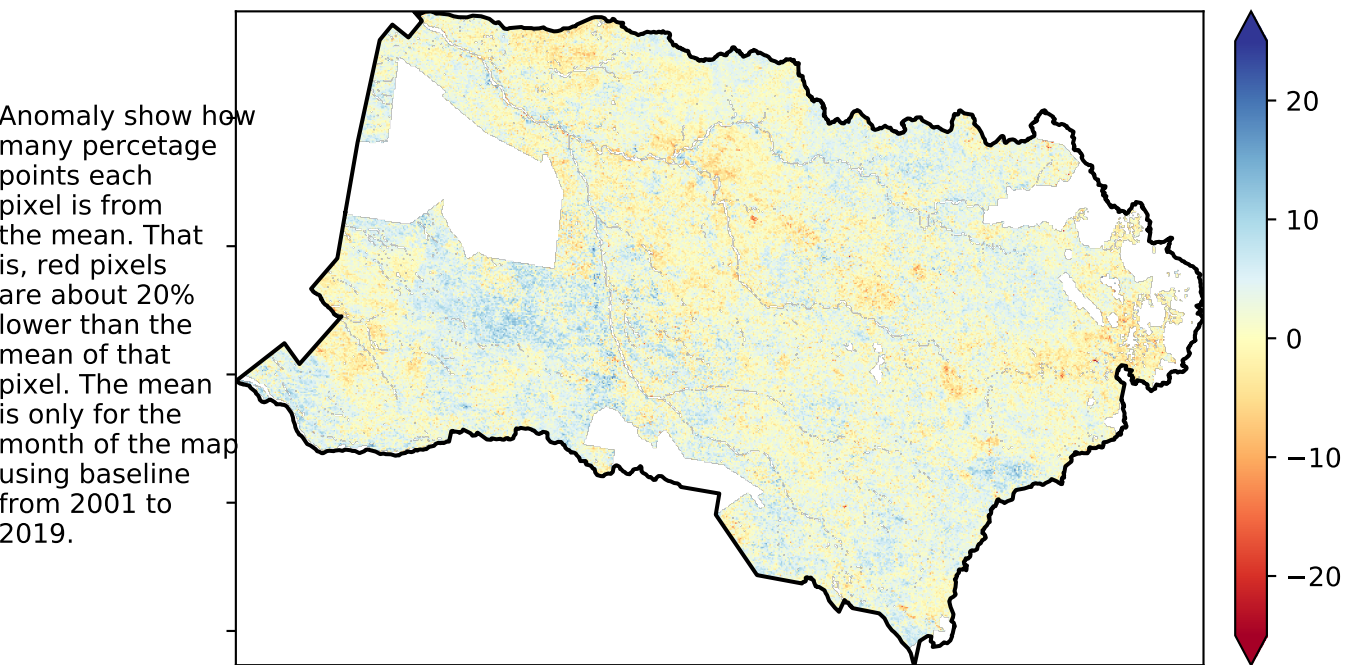 Anomaly show how
many percetage
points each
pixel is from
the mean. That
is, red pixels
are about 20%
lower than the
mean of that
pixel. The mean
is only for the
month of the map
using baseline
from 2001 to
2019.
20
10
0
−10
−20